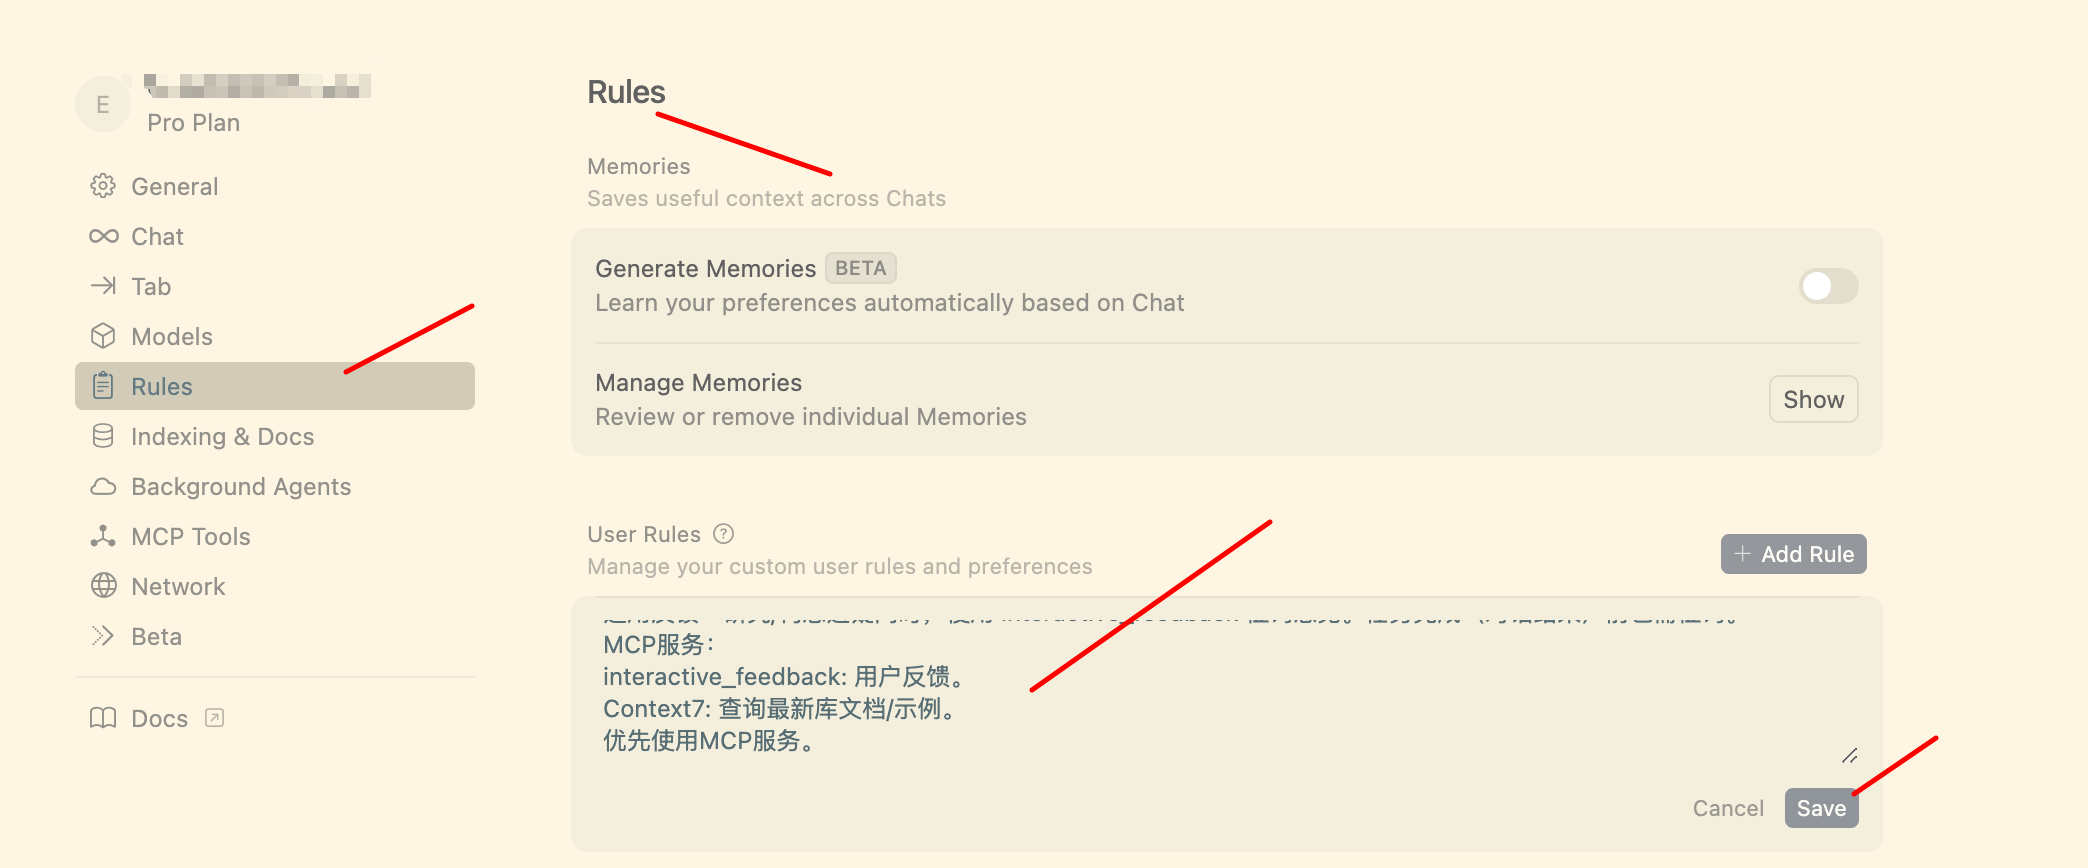 E
Pro Plan
General
Chat
Tab
Models
Rules
Indexing & Docs
Background Agents
MCP Tools
Network
Beta
Docs
Rules
Memories
Saves useful context across Chats
Generate Memories BETA
Learn your preferences automatically based on Chat
Manage Memories
Review or remove individual Memories
Show
User Rules
Manage your custom user rules and preferences
+ Add Rule
MCP服务：
interactive_feedback: 用户反馈。
Context7: 查询最新库文档/示例。
优先使用MCP服务。
Cancel
Save